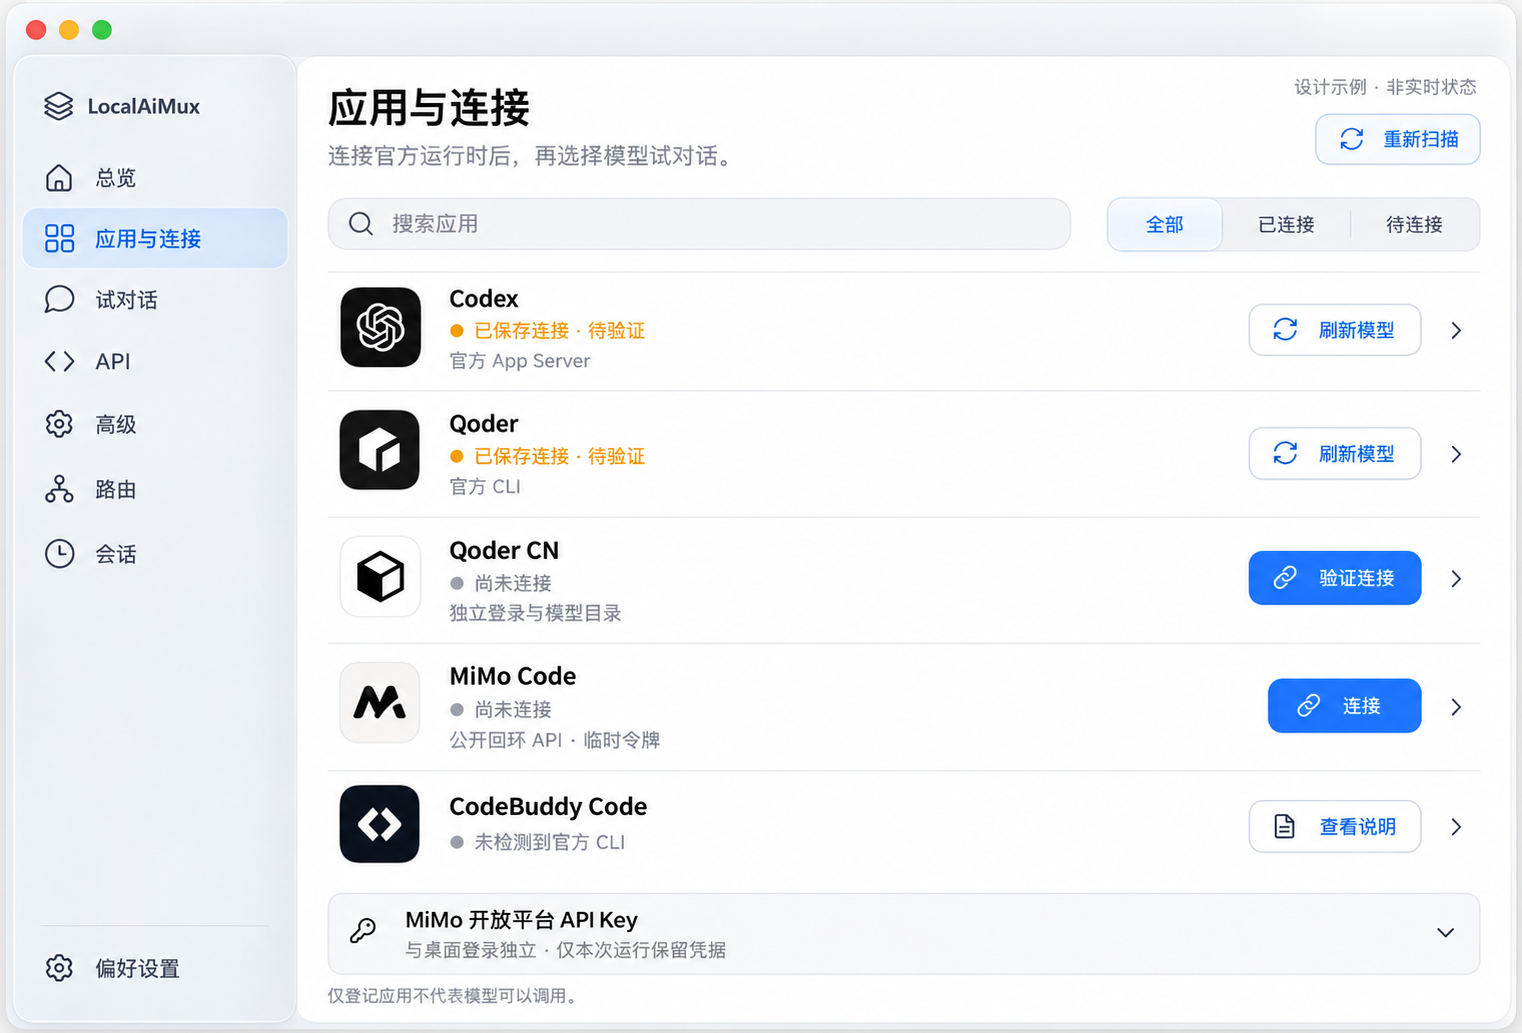 LocalAiMux
总览
应用与连接
试对话
API
高级
路由
会话
偏好设置
应用与连接
连接官方运行时后，再选择模型试对话。
设计示例 · 非实时状态
重新扫描
搜索应用
全部
已连接
待连接
Codex
已保存连接 · 待验证
官方 App Server
刷新模型
Qoder
已保存连接 · 待验证
官方 CLI
刷新模型
Qoder CN
尚未连接
独立登录与模型目录
验证连接
MiMo Code
尚未连接
公开回环 API · 临时令牌
连接
CodeBuddy Code
未检测到官方 CLI
查看说明
MiMo 开放平台 API Key
与桌面登录独立 · 仅本次运行保留凭据
仅登记应用不代表模型可以调用。